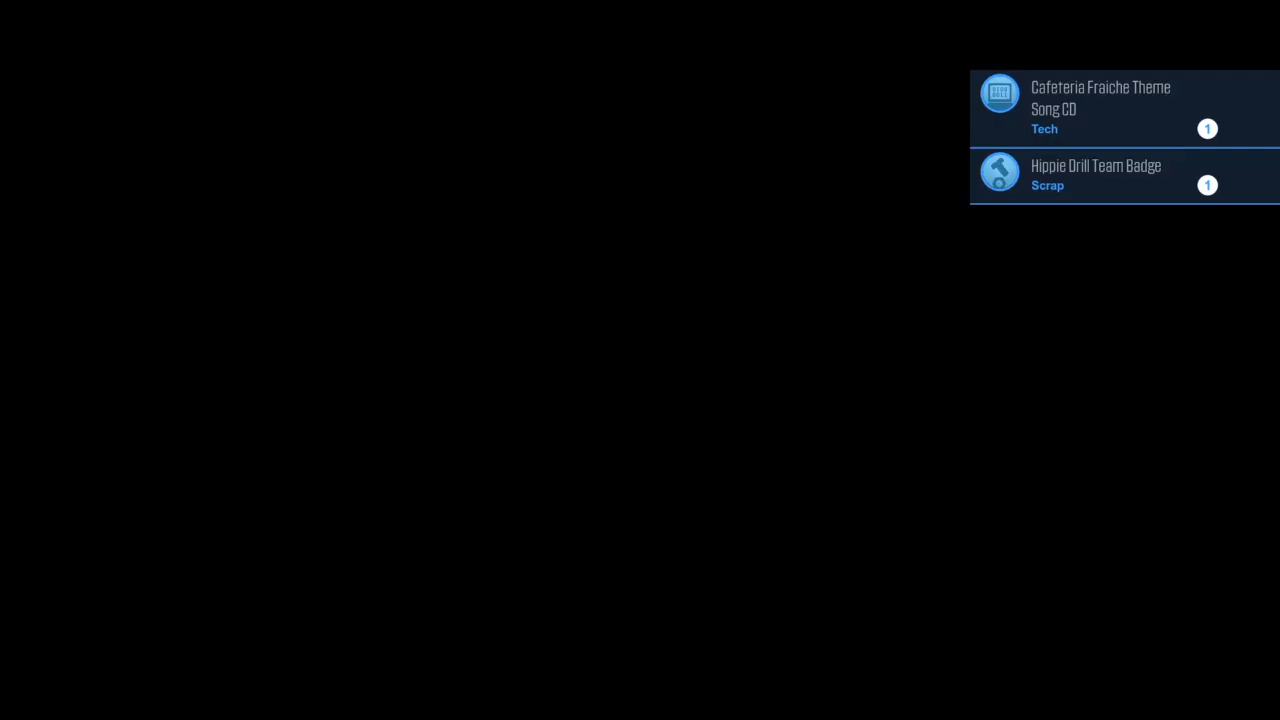 Cafeteria Fraiche Theme
Song CD
Tech
1
Hippie Drill Team Badge
Scrap
1